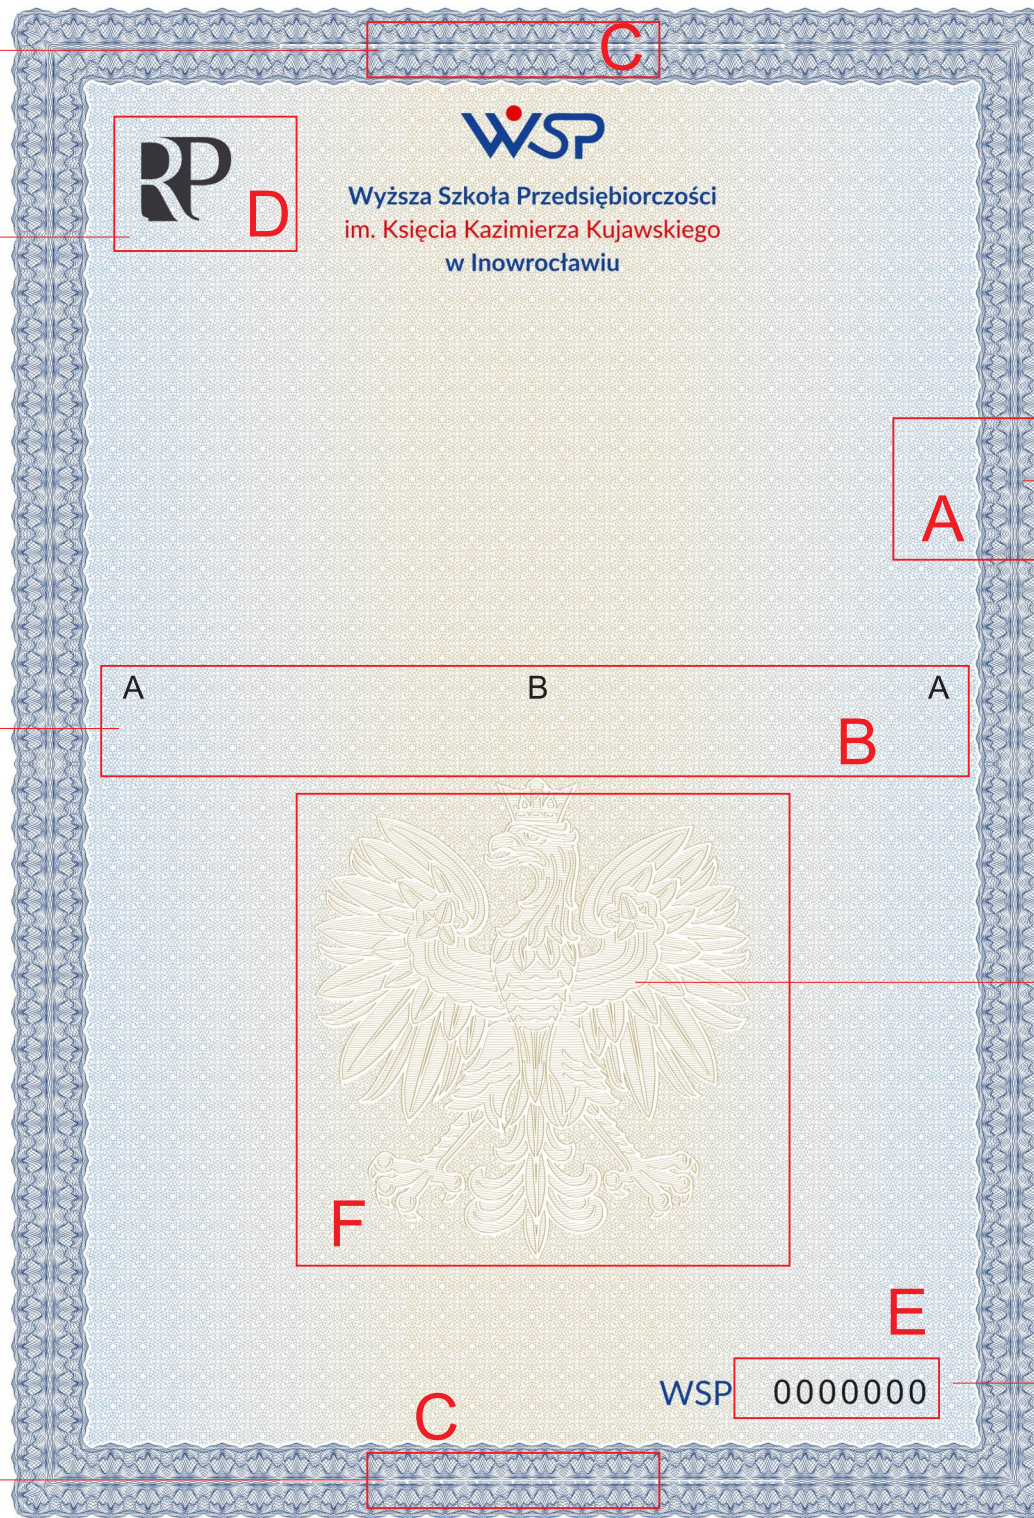 C
RP
D
WSP
Wyższa Szkoła Przedsiębiorczości
im. Księcia Kazimierza Kujawskiego
w Inowrocławiu
A
A B A
B
F
E
WSP 0000000
C